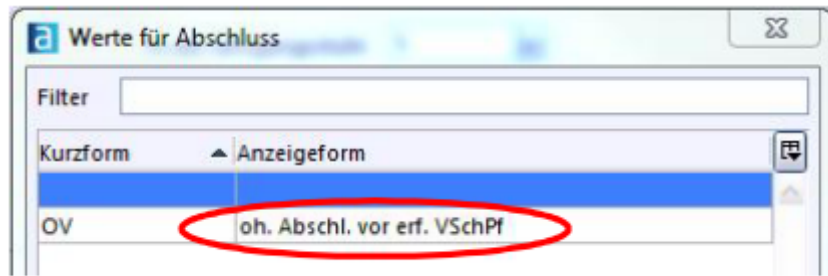 Werte für Abschluss
Filter
Kurzform Anzeigeform
OV oh. Abschl. vor erf. VSchPf